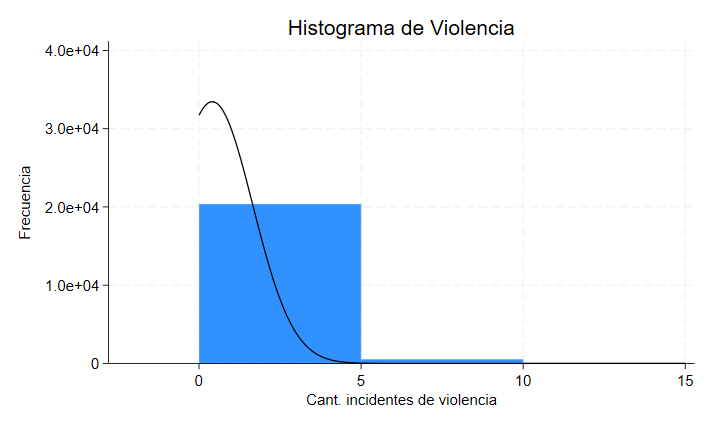 Histograma de Violencia
Frecuencia
4.0e+04
3.0e+04
2.0e+04
1.0e+04
0
0
5
10
15
Cant. incidentes de violencia